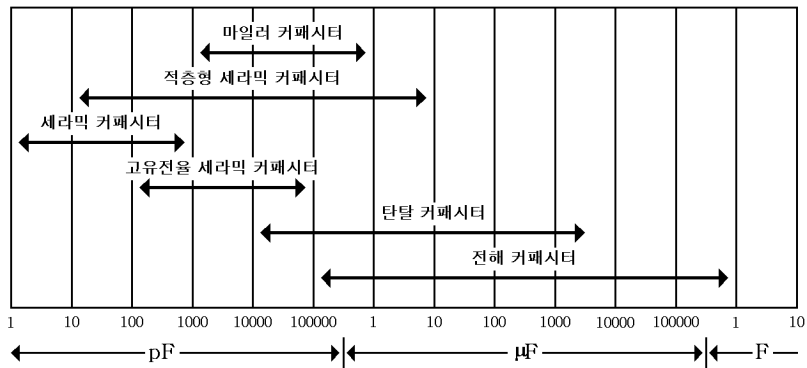 마일러 커패시터
적층형 세라믹 커패시터
세라믹 커패시터
고유전율 세라믹 커패시터
탄탈 커패시터
전해 커패시터
1 10 100 1000 10000 100000 1 10 100 1000 10000 100000 1 10
pF μF F